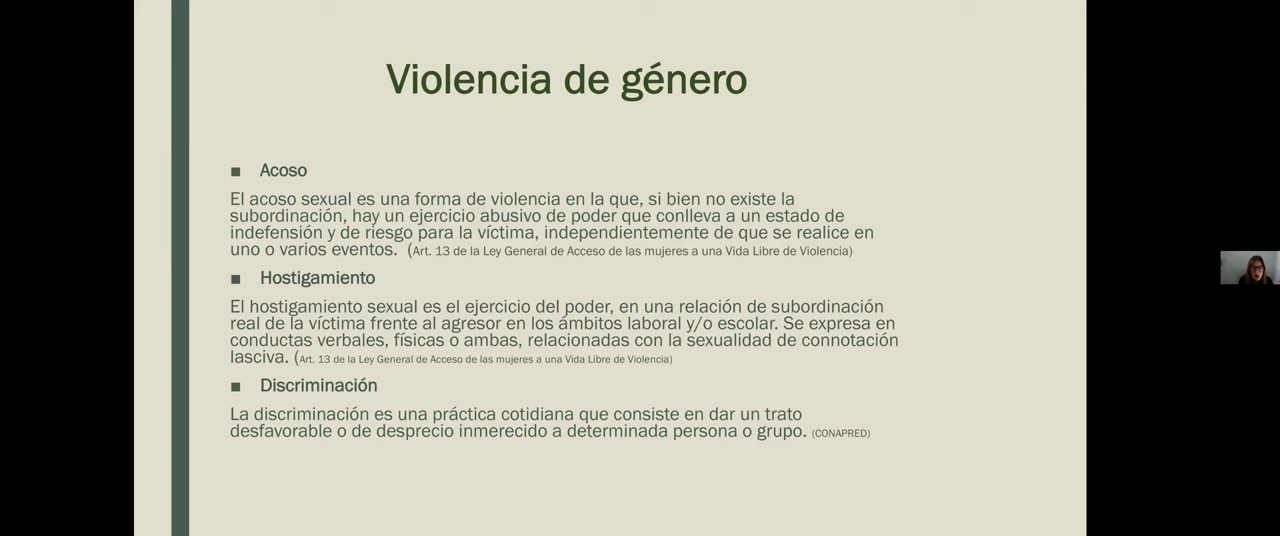 Violencia de género
■ Acoso
El acoso sexual es una forma de violencia en la que, si bien no existe la
subordinación, hay un ejercicio abusivo de poder que conlleva a un estado de
indefensión y de riesgo para la víctima, independientemente de que se realice en
uno o varios eventos. (Art. 13 de la Ley General de Acceso de las mujeres a una Vida Libre de Violencia)
■ Hostigamiento
El hostigamiento sexual es el ejercicio del poder, en una relación de subordinación
real de la víctima frente al agresor en los ámbitos laboral y/o escolar. Se expresa en
conductas verbales, físicas o ambas, relacionadas con la sexualidad de connotación
lasciva. (Art. 13 de la Ley General de Acceso de las mujeres a una Vida Libre de Violencia)
■ Discriminación
La discriminación es una práctica cotidiana que consiste en dar un trato
desfavorable o de desprecio inmerecido a determinada persona o grupo. (CONAPRED)